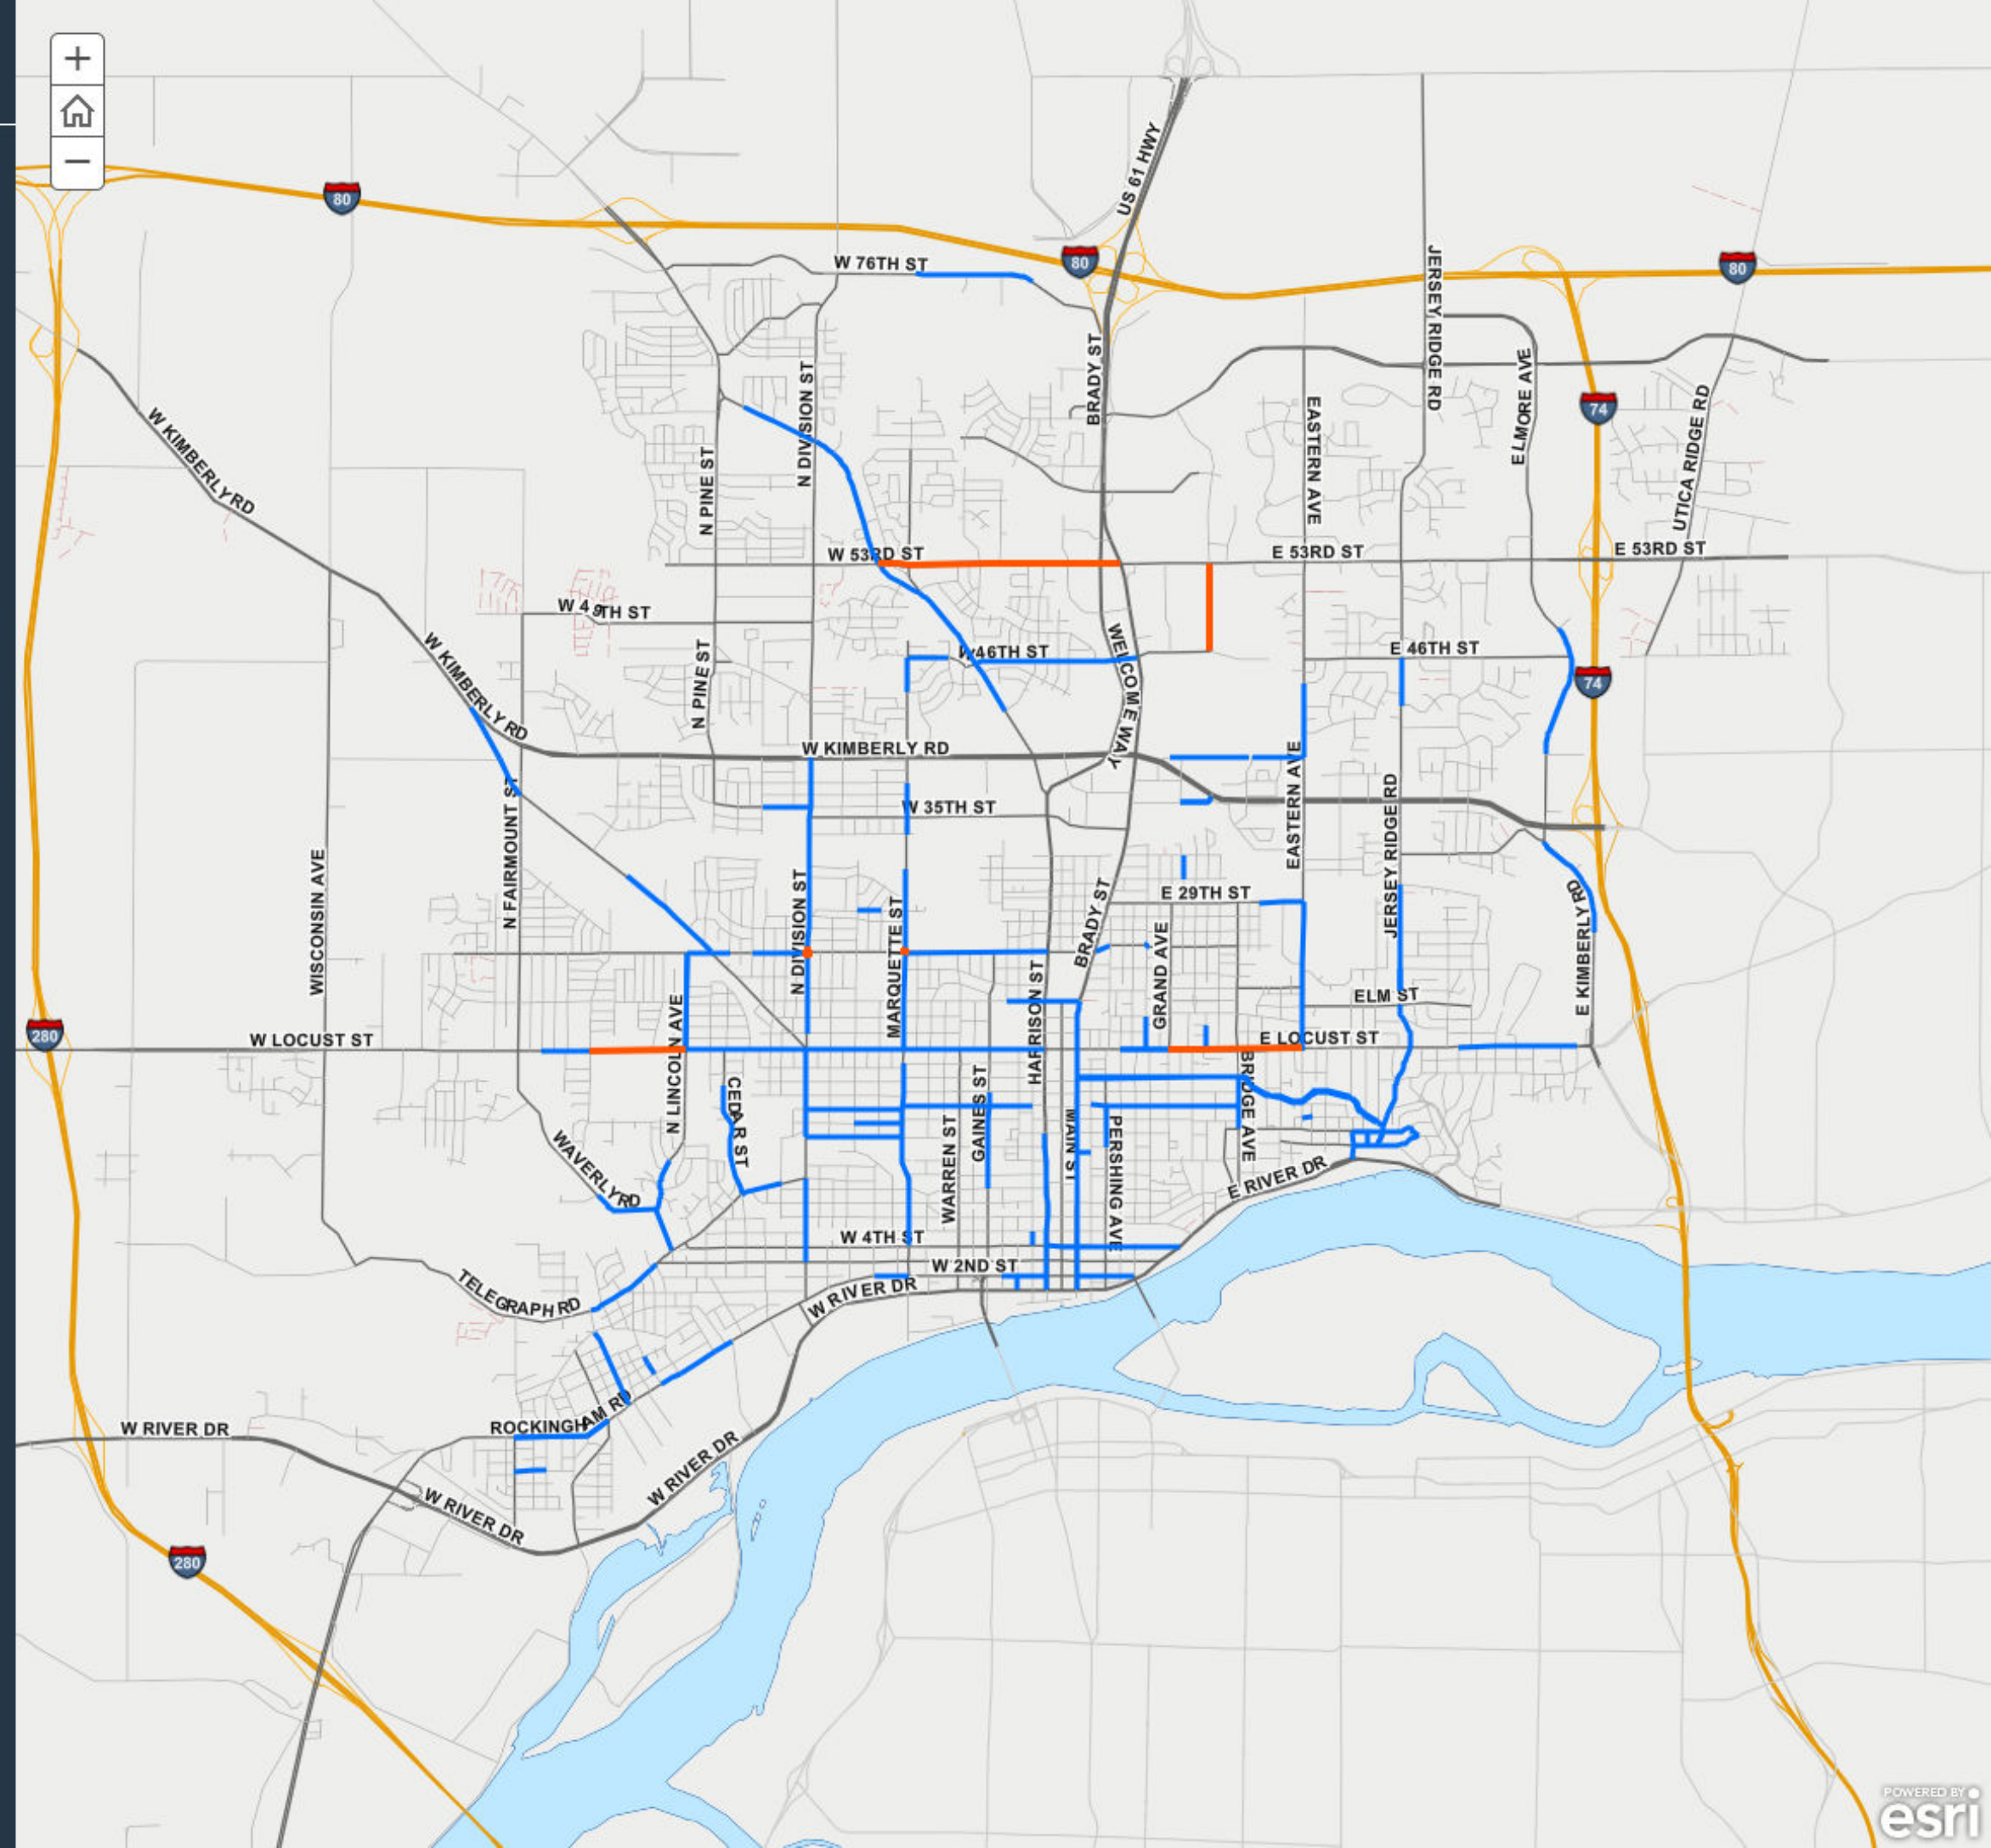 +
−
80
US 61 HWY
80
80
W 76TH ST
JERSEY RIDGE RD
BRADY ST
N DIVISION ST
E ELMORE AVE
74
UTICA RIDGE RD
EASTERN AVE
W KIMBERLY RD
N PINE ST
W 53RD ST
E 53RD ST
E 53RD ST
W 49TH ST
W 46TH ST
E 46TH ST
WELCOME WAY
W KIMBERLY RD
N PINE ST
74
W KIMBERLY RD
EASTERN AVE
JERSEY RIDGE RD
N FAIRMOUNT ST
W 35TH ST
WISCONSIN AVE
N DIVISION ST
MARQUETTE ST
BRADY ST
E 29TH ST
GRAND AVE
E KIMBERLY RD
E KIMBERLY RD
HARRISON ST
ELM ST
280
W LOCUST ST
N LINCOLN AVE
E LOCUST ST
CEDAR ST
GAINES ST
BRIDGE AVE
WARREN ST
MAIN ST
PERSHING AVE
WAVERLY RD
E RIVER DR
W 4TH ST
W 2ND ST
TELEGRAPH RD
W RIVER DR
W RIVER DR
ROCKINGHAM RD
W RIVER DR
W RIVER DR
280
POWERED BY
esri